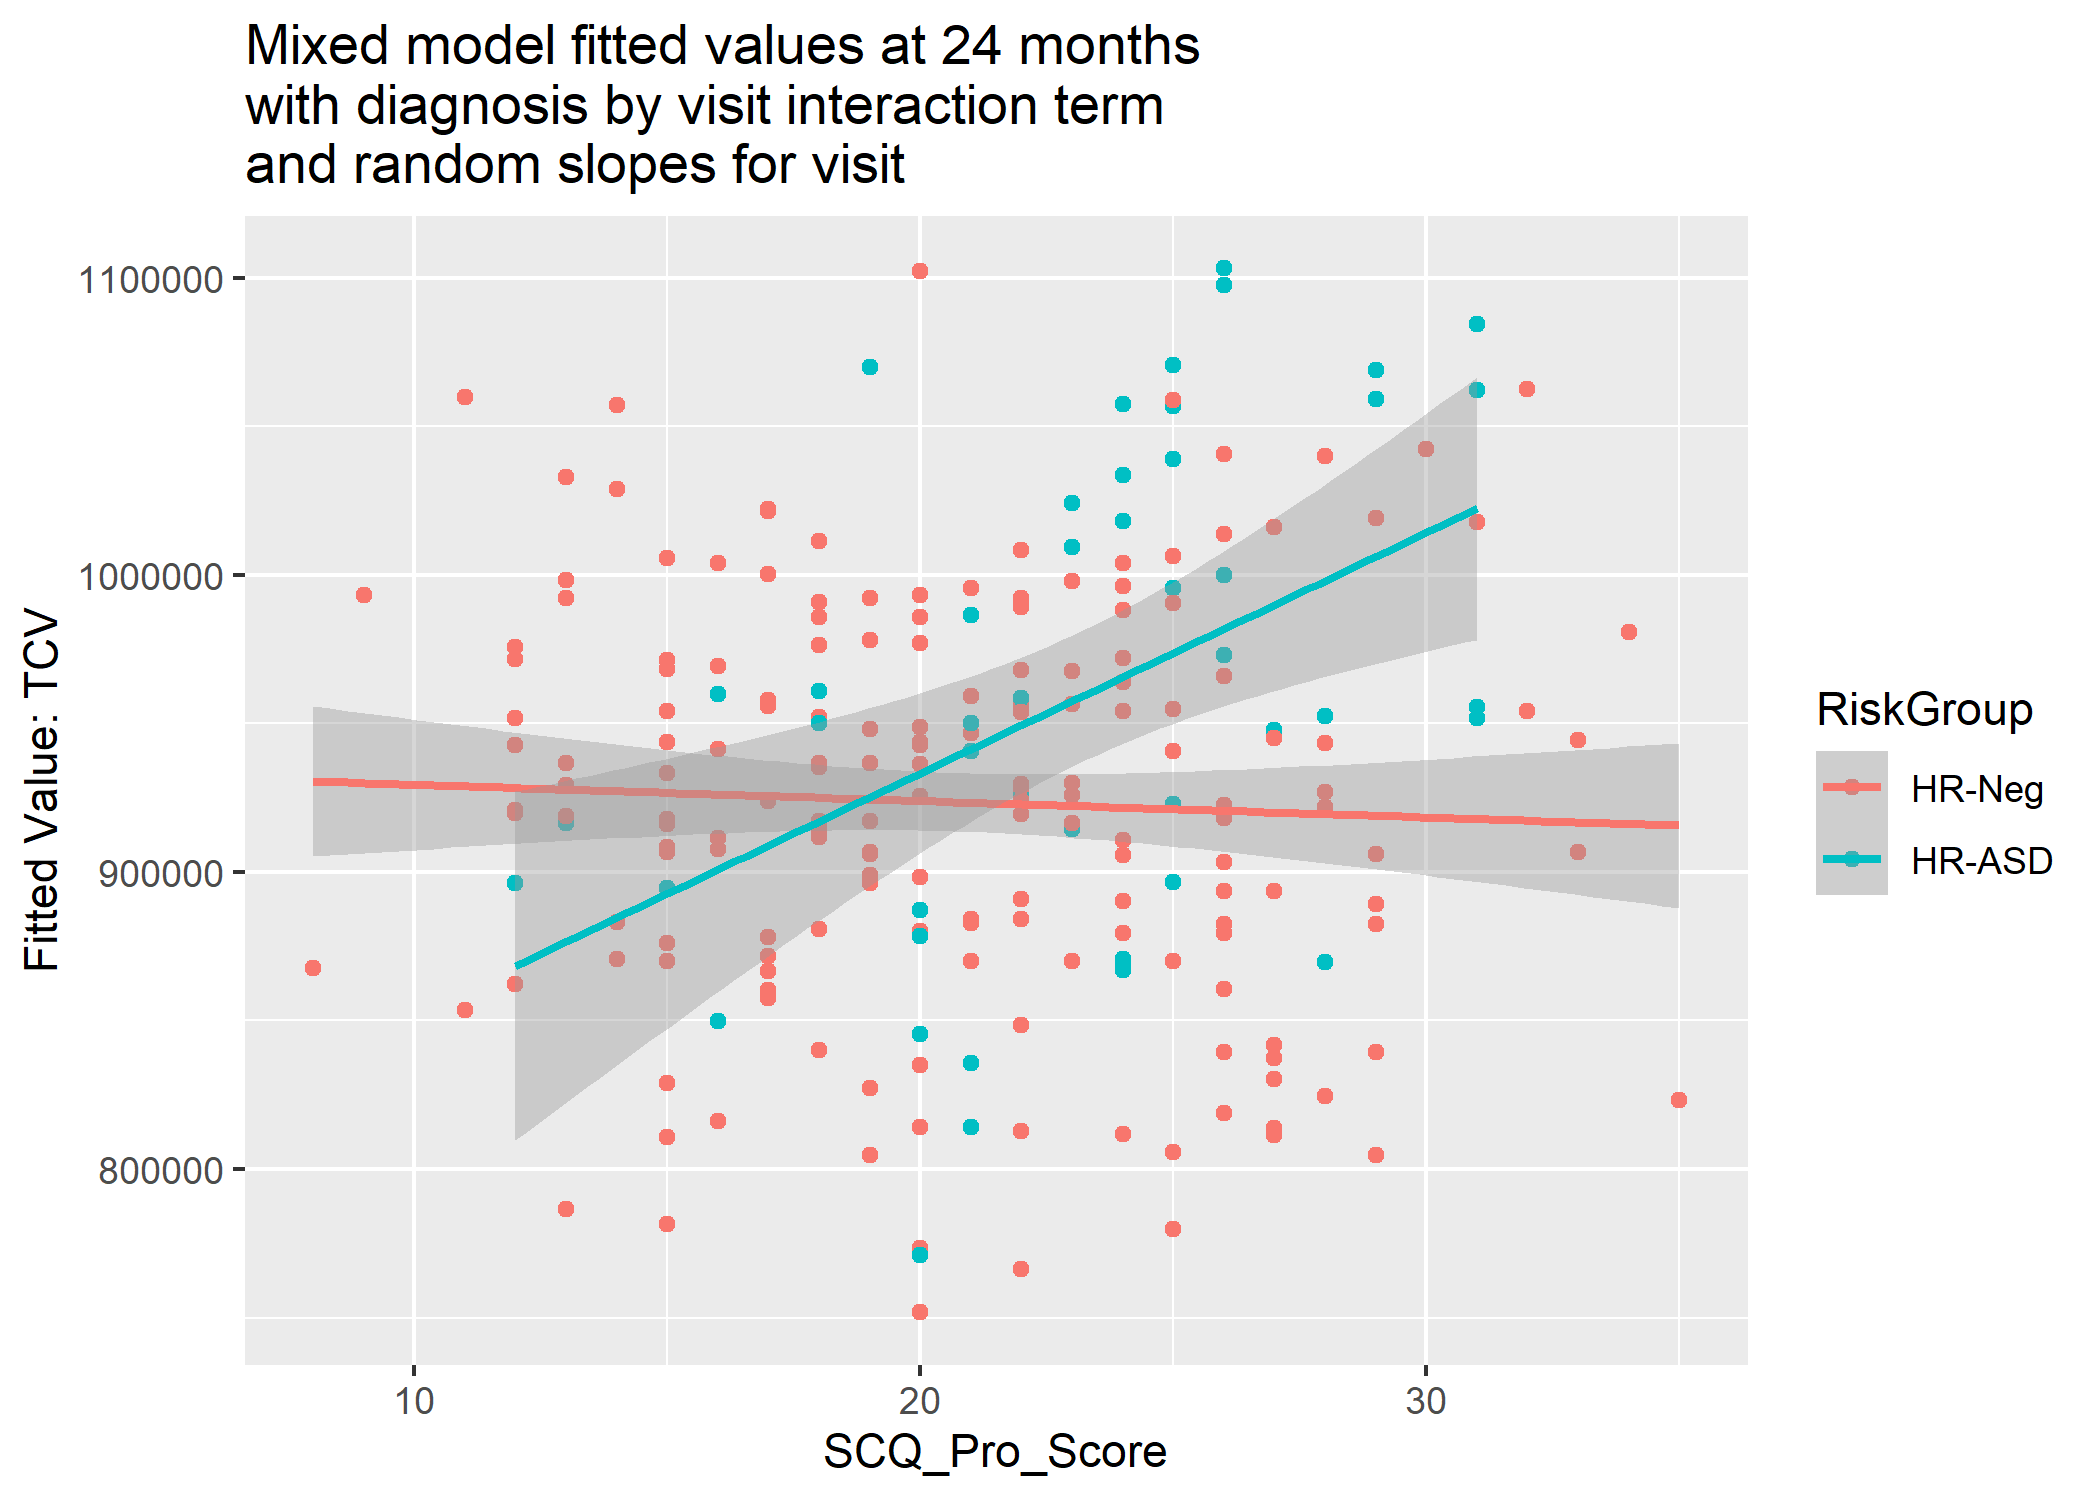 Mixed model fitted values at 24 months
with diagnosis by visit interaction term
and random slopes for visit
1100000
1000000
900000
800000
Fitted Value: TCV
10 20 30
SCQ_Pro_Score
RiskGroup
HR-Neg
HR-ASD